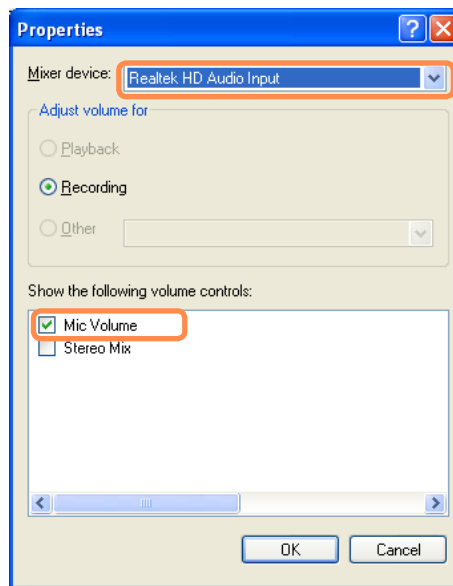 Properties
Mixer device: Realtek HD Audio Input
Adjust volume for
Playback
Recording
Other
Show the following volume controls:
Mic Volume
Stereo Mix
OK Cancel